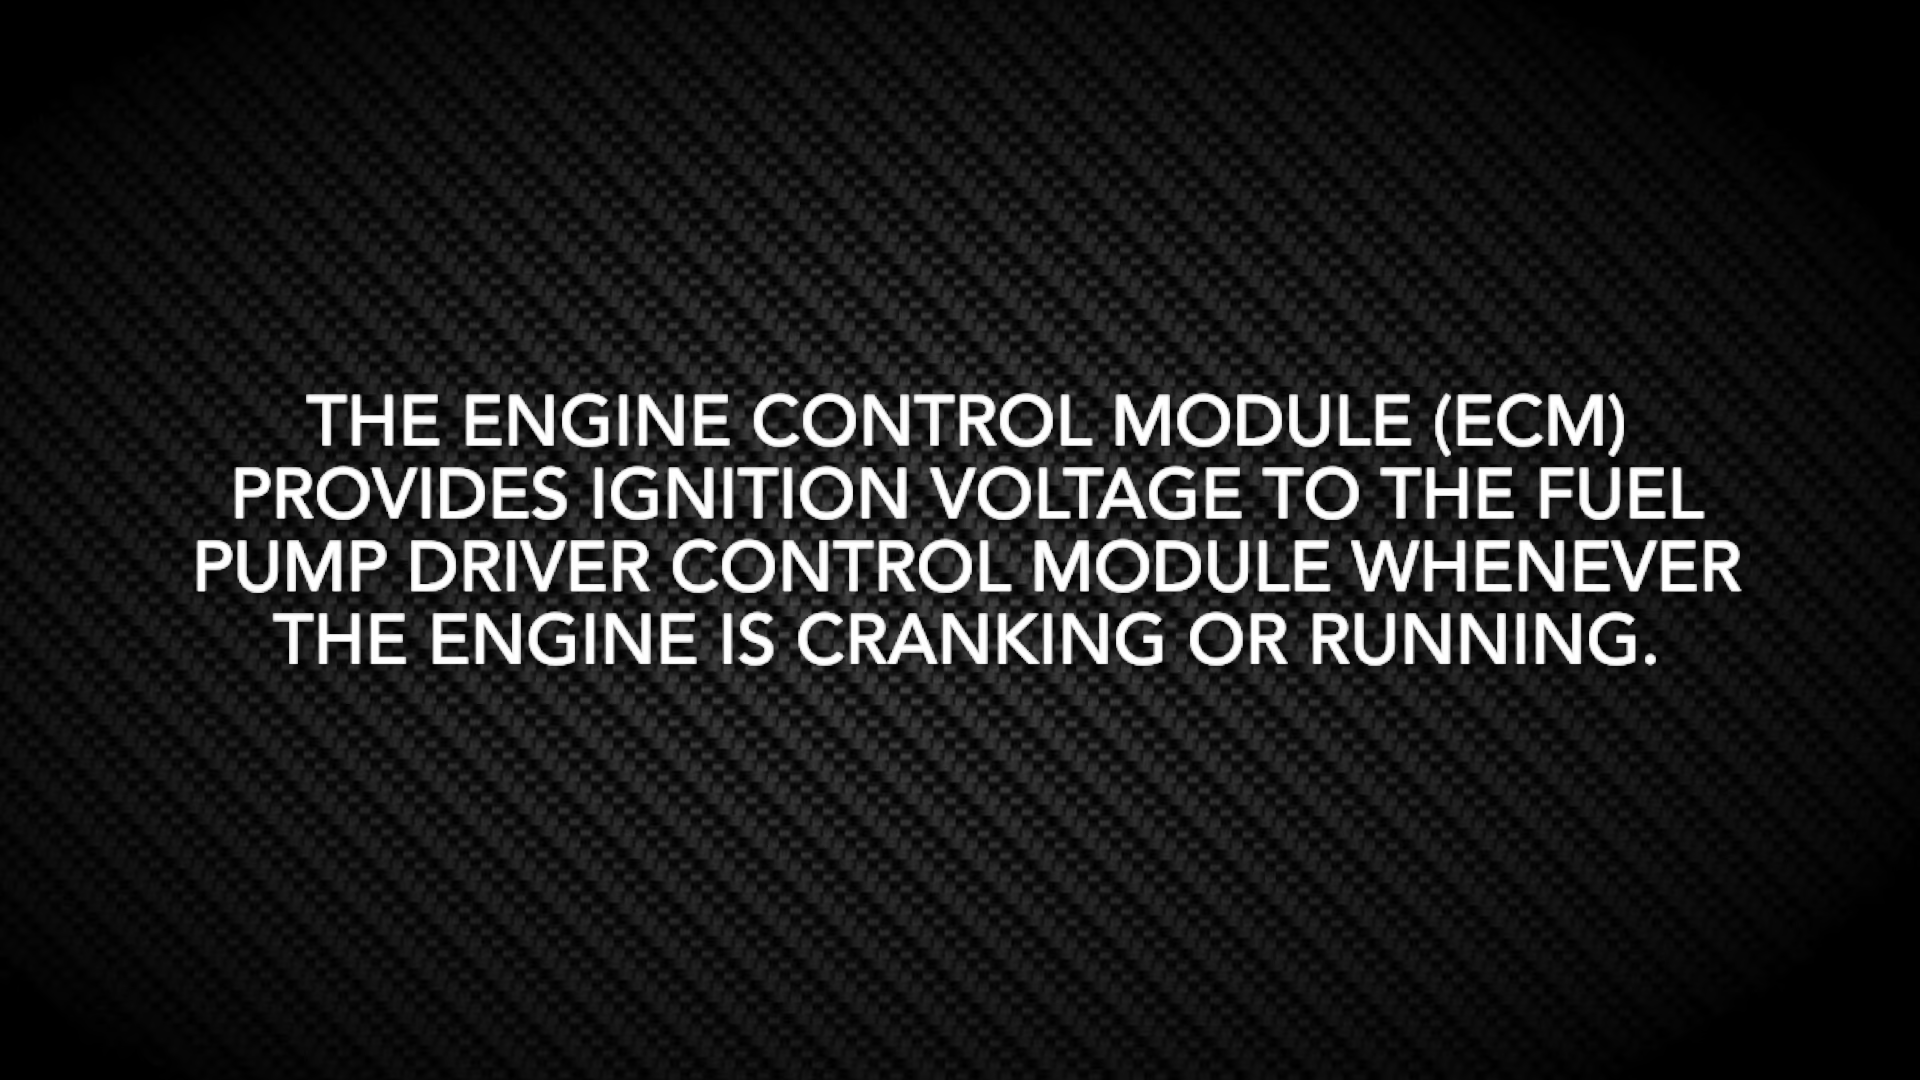 THE ENGINE CONTROL MODULE (ECM)
PROVIDES IGNITION VOLTAGE TO THE FUEL
PUMP DRIVER CONTROL MODULE WHENEVER
THE ENGINE IS CRANKING OR RUNNING.